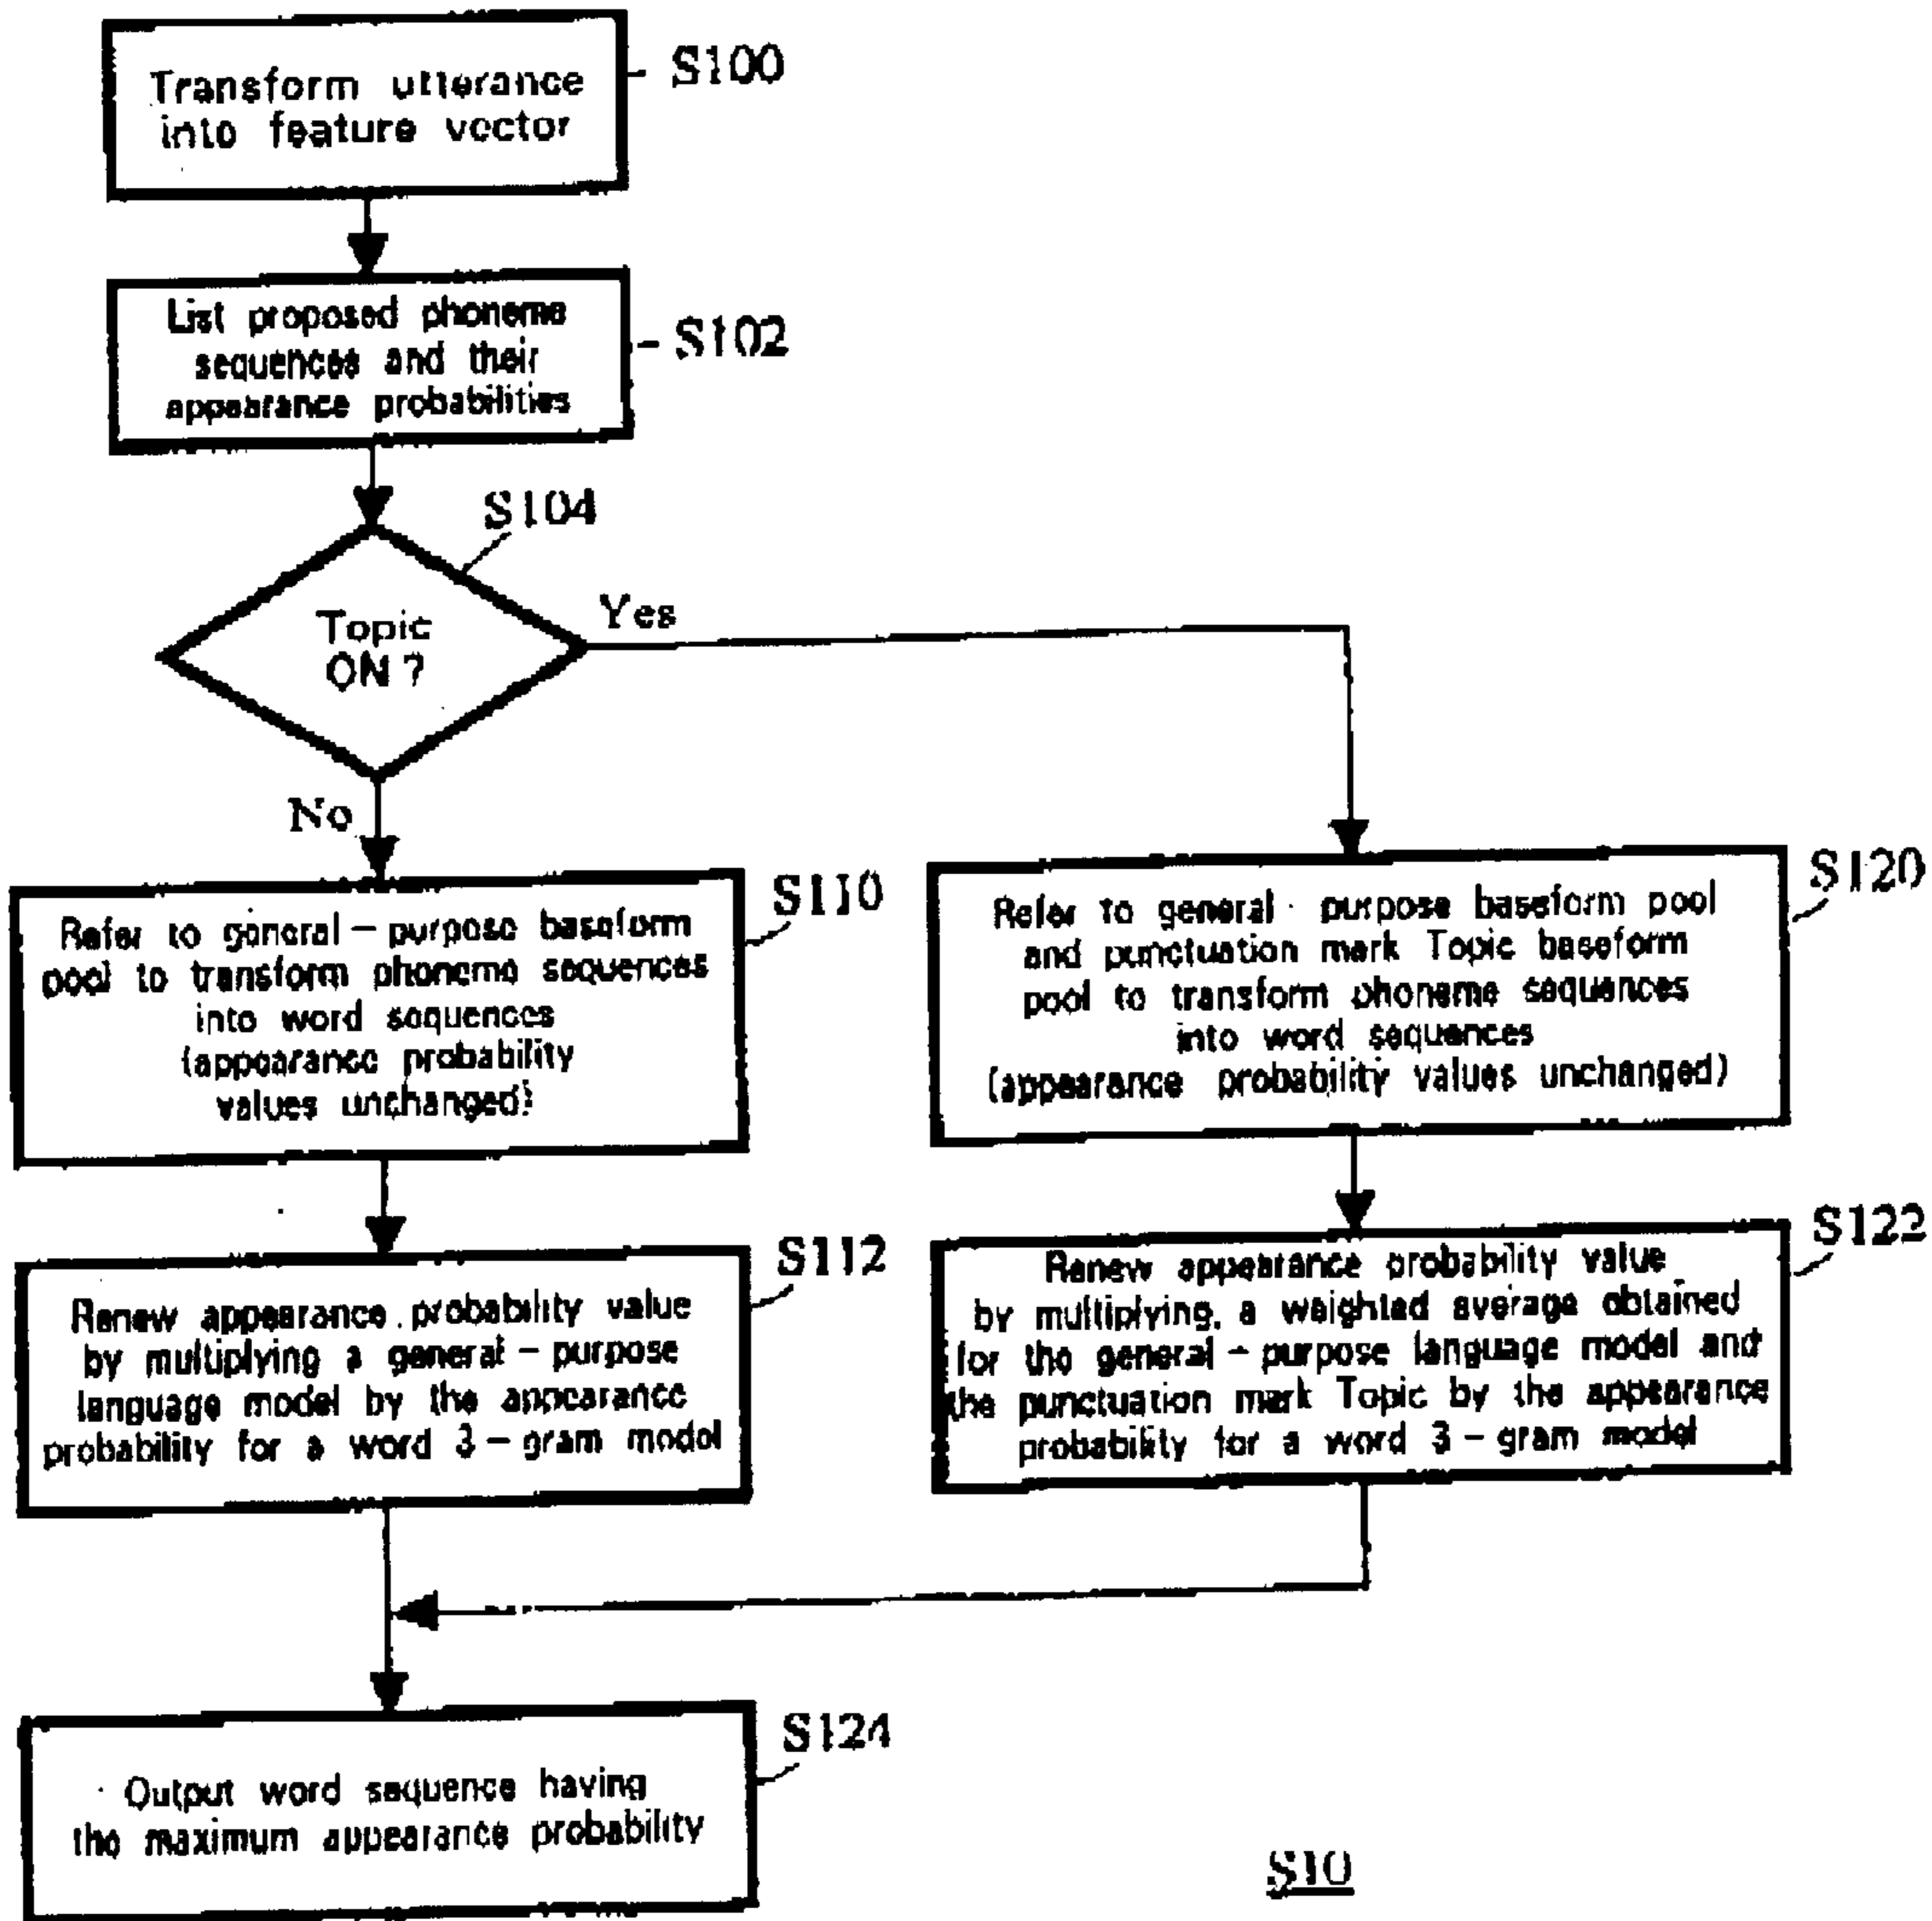 Transform utterance
into feature vector
S100
List proposed phoneme
sequences and their
appearance probabilities
S102
S104
Topic
ON ?
Yes
No
Refer to general – purpose baseform
pool to transform phoneme sequences
into word sequences
(appearance probability
values unchanged)
S110
Refer to general - purpose baseform pool
and punctuation mark Topic baseform
pool to transform phoneme sequences
into word sequences
(appearance probability values unchanged)
S120
Renew appearance probability value
by multiplying a general – purpose
language model by the appearance
probability for a word 3 – gram model
S112
Renew appearance probability value
by multiplying, a weighted average obtained
for the general – purpose language model and
the punctuation mark Topic by the appearance
probability for a word 3 – gram model
S122
Output word sequence having
the maximum appearance probability
S124
S10